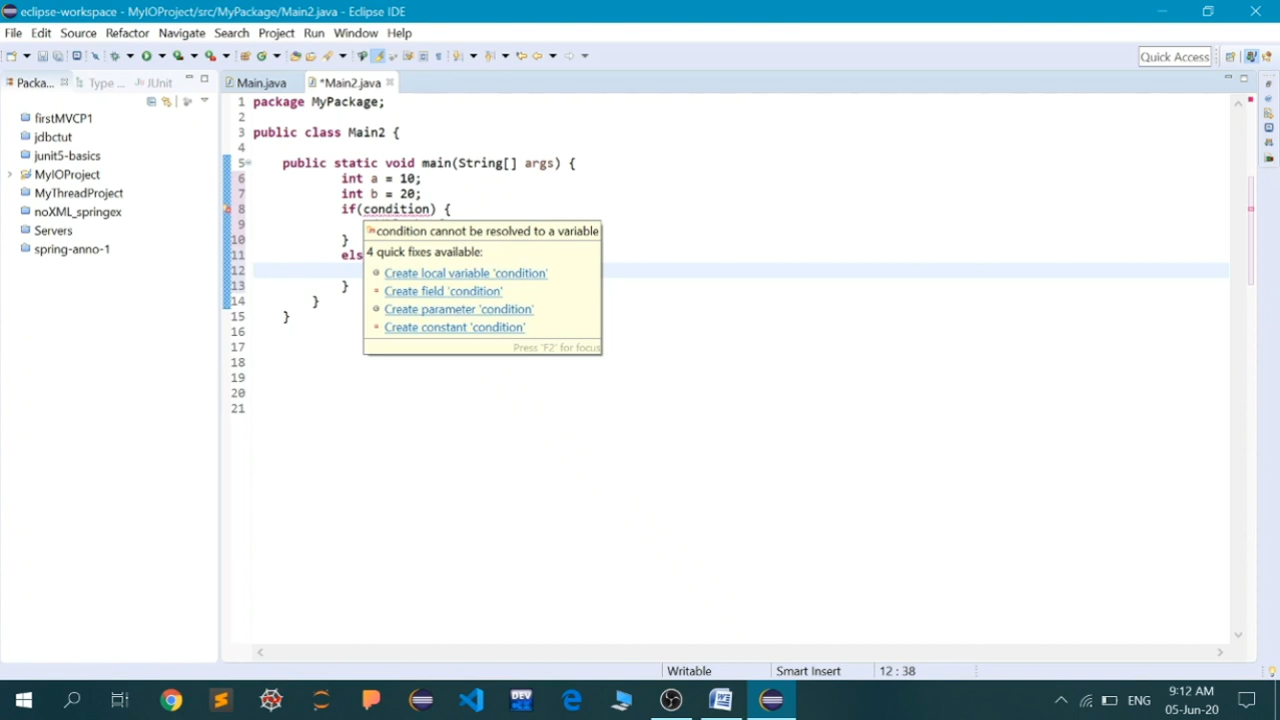 eclipse-workspace - MyIOProject/src/MyPackage/Main2.java - Eclipse IDE
File Edit Source Refactor Navigate Search Project Run Window Help
Quick Access
Packa... Type ... JUnit
Main.java *Main2.java
firstMVCP1
jdbctut
junit5-basics
MyIOProject
MyThreadProject
noXML_springex
Servers
spring-anno-1
1 package MyPackage;
2
3 public class Main2 {
4
5 public static void main(String[] args) {
6 int a = 10;
7 int b = 20;
8 if(condition) {
9
10 }
11 els
12
13 }
14 }
15 }
16
17
18
19
20
21
condition cannot be resolved to a variable
4 quick fixes available:
Create local variable 'condition'
Create field 'condition'
Create parameter 'condition'
Create constant 'condition'
Press 'F2' for focus
Writable Smart Insert 12 : 38
DEV
ENG
9:12 AM
05-Jun-20